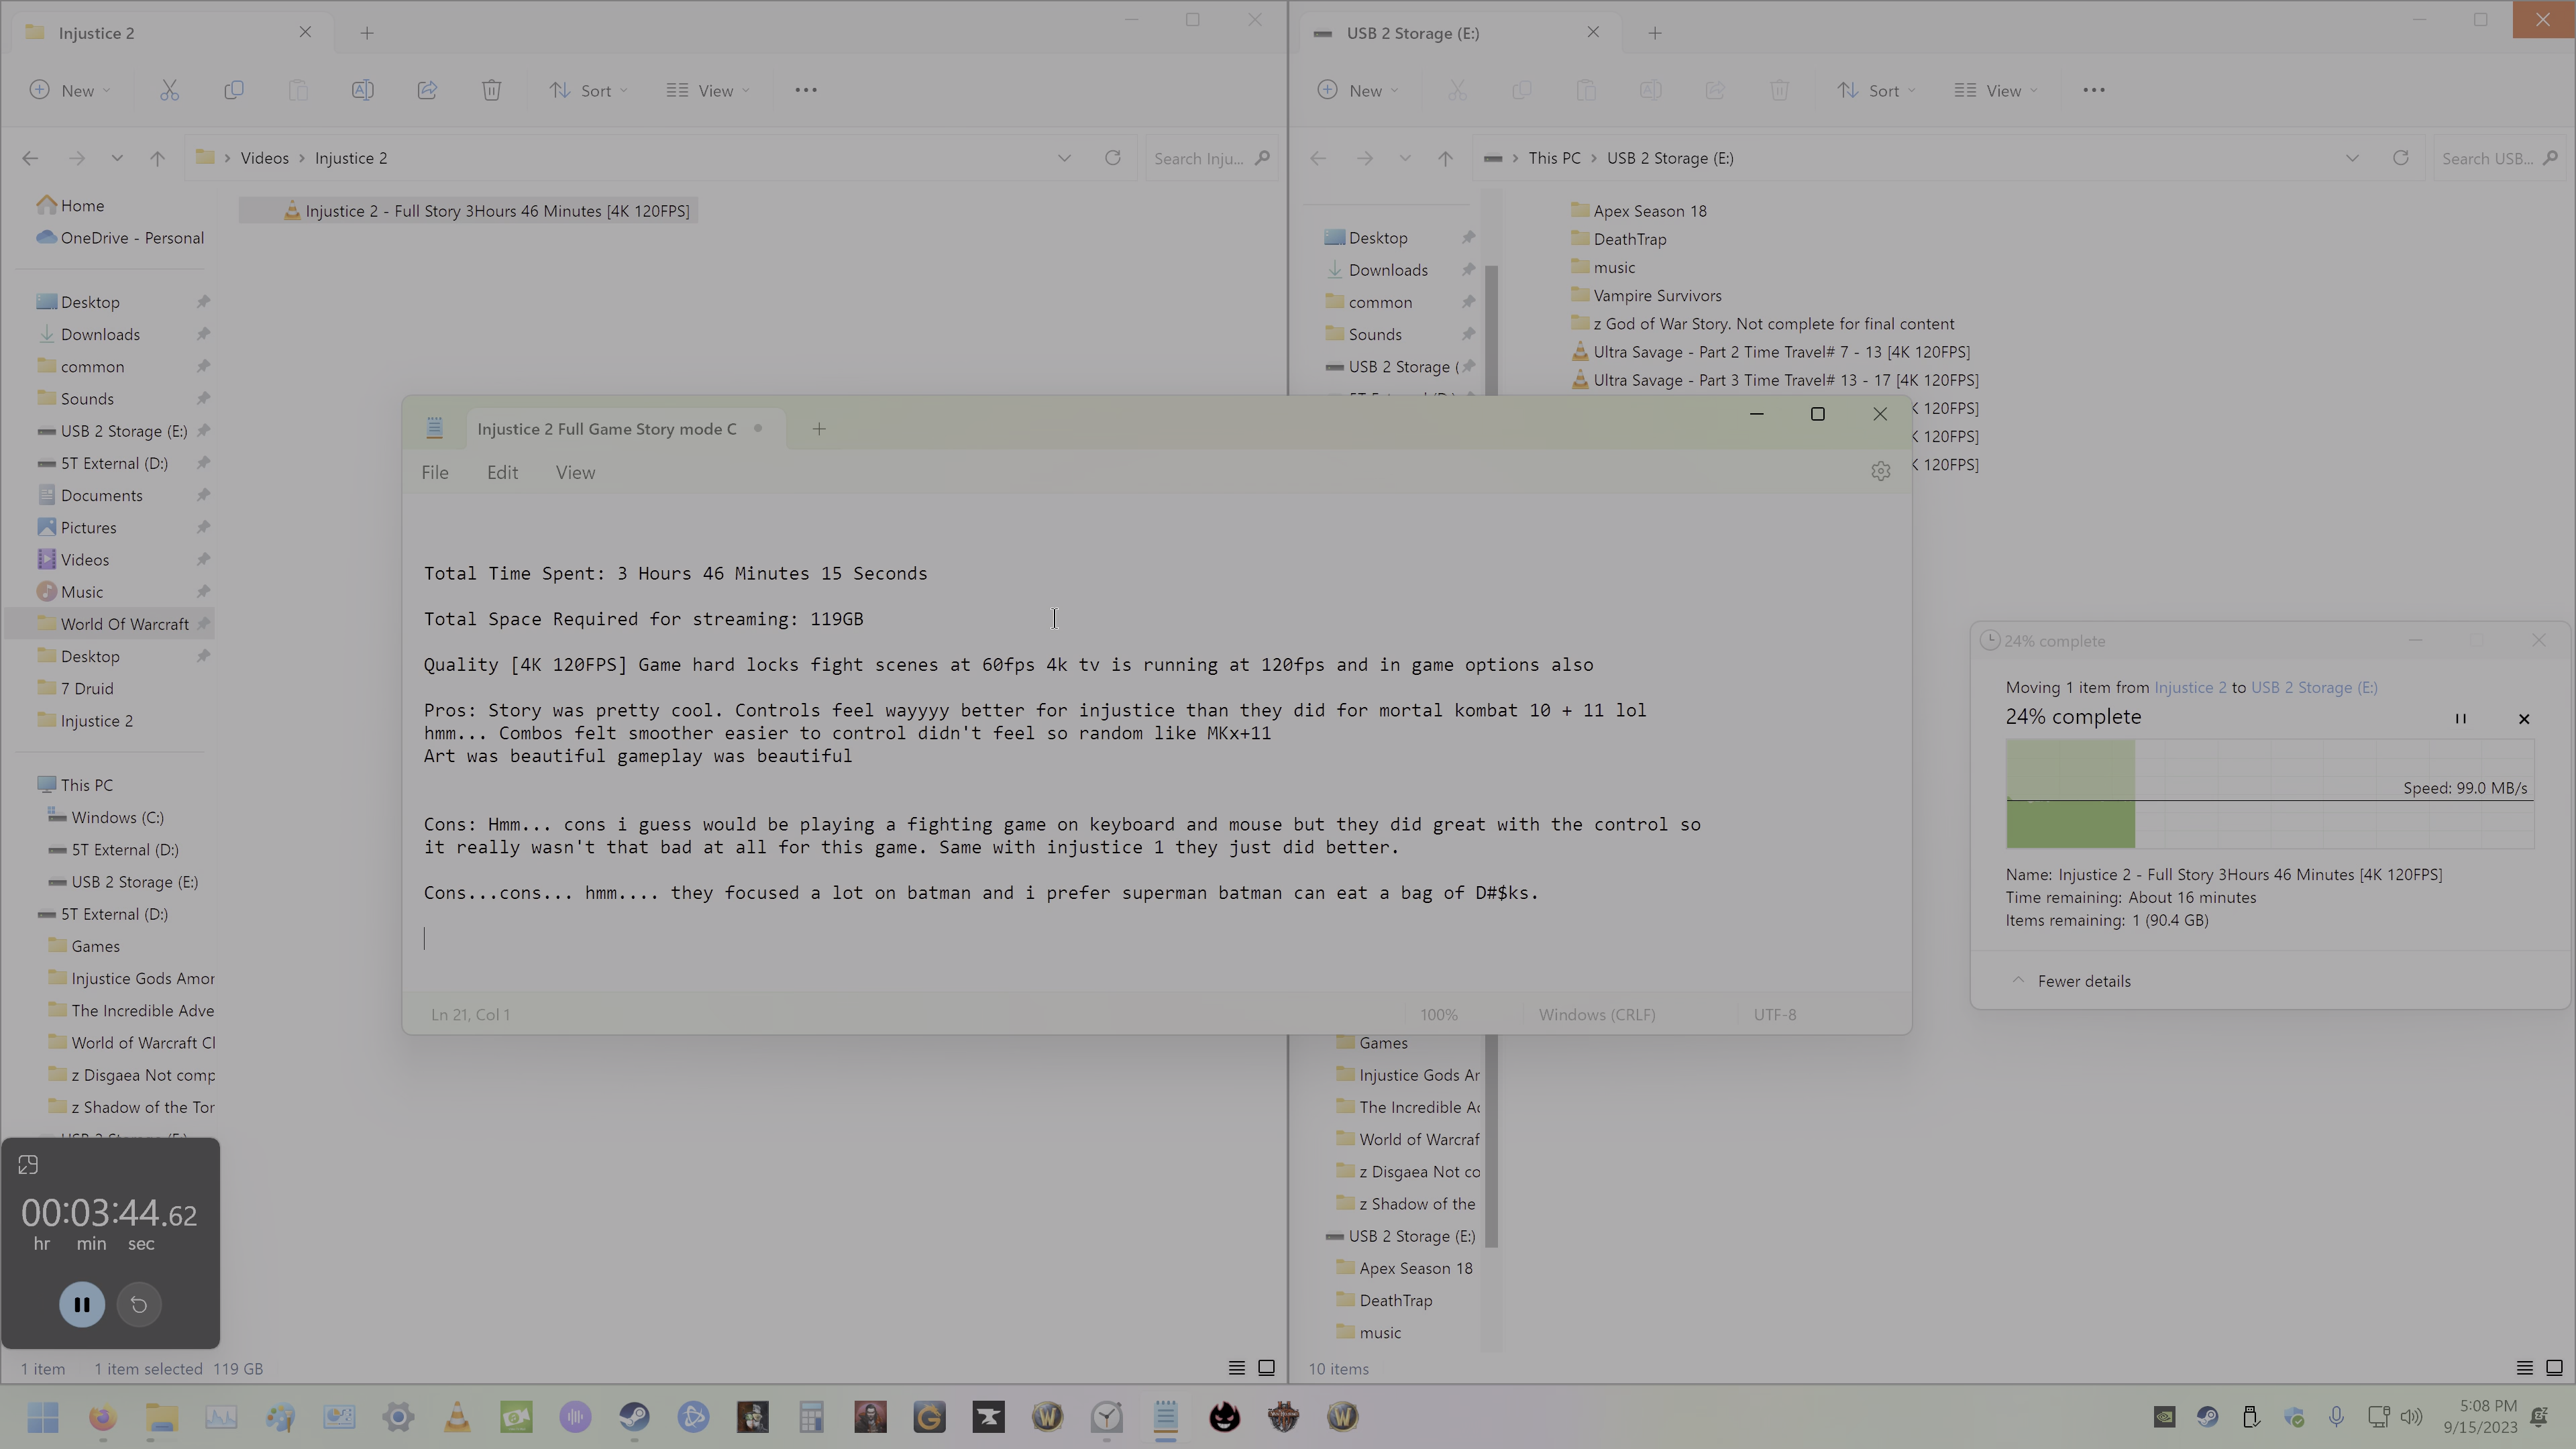 Injustice 2
New
Sort
View
Videos
Injustice 2
Search Inju...
Home
OneDrive - Personal
Desktop
Downloads
common
Sounds
USB 2 Storage (E:)
5T External (D:)
Documents
Pictures
Videos
Music
World Of Warcraft
Desktop
7 Druid
Injustice 2
This PC
Windows (C:)
5T External (D:)
USB 2 Storage (E:)
5T External (D:)
Games
Injustice Gods Amor
The Incredible Adve
World of Warcraft Cl
z Disgaea Not comp
z Shadow of the Tor
Injustice 2 - Full Story 3Hours 46 Minutes [4K 120FPS]
00:03:44.62
hr min sec
1 item 1 item selected 119 GB
USB 2 Storage (E:)
New
Sort
View
This PC
USB 2 Storage (E:)
Search USB...
Desktop
Downloads
common
Sounds
USB 2 Storage (
Games
Injustice Gods Ar
The Incredible Ac
World of Warcraf
z Disgaea Not co
z Shadow of the
USB 2 Storage (E:)
Apex Season 18
DeathTrap
music
Apex Season 18
DeathTrap
music
Vampire Survivors
z God of War Story. Not complete for final content
Ultra Savage - Part 2 Time Travel# 7 - 13 [4K 120FPS]
Ultra Savage - Part 3 Time Travel# 13 - 17 [4K 120FPS]
K 120FPS]
K 120FPS]
K 120FPS]
10 items
Injustice 2 Full Game Story mode C
File Edit View
Total Time Spent: 3 Hours 46 Minutes 15 Seconds
Total Space Required for streaming: 119GB
Quality [4K 120FPS] Game hard locks fight scenes at 60fps 4k tv is running at 120fps and in game options also
Pros: Story was pretty cool. Controls feel wayyyy better for injustice than they did for mortal kombat 10 + 11 lol
hmm... Combos felt smoother easier to control didn't feel so random like MKx+11
Art was beautiful gameplay was beautiful
Cons: Hmm... cons i guess would be playing a fighting game on keyboard and mouse but they did great with the control so
it really wasn't that bad at all for this game. Same with injustice 1 they just did better.
Cons...cons... hmm.... they focused a lot on batman and i prefer superman batman can eat a bag of D#$ks.
Ln 21, Col 1
100%
Windows (CRLF)
UTF-8
24% complete
Moving 1 item from Injustice 2 to USB 2 Storage (E:)
24% complete
Speed: 99.0 MB/s
Name: Injustice 2 - Full Story 3Hours 46 Minutes [4K 120FPS]
Time remaining: About 16 minutes
Items remaining: 1 (90.4 GB)
Fewer details
5:08 PM
9/15/2023